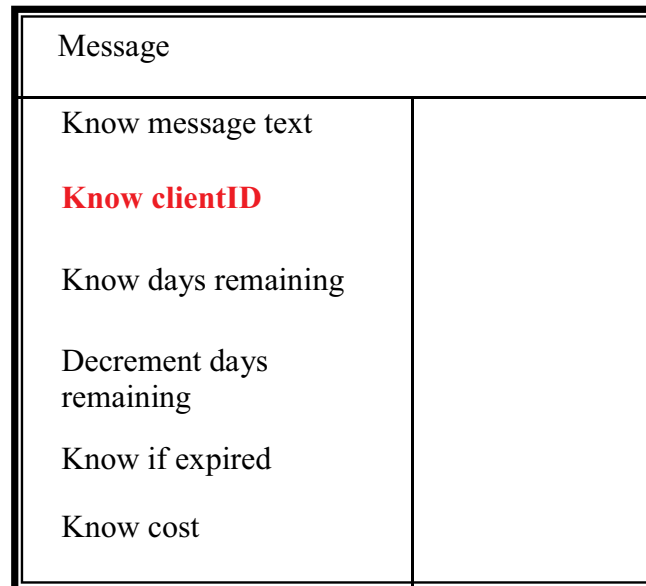 Message
Know message text
Know clientID
Know days remaining
Decrement days
remaining
Know if expired
Know cost